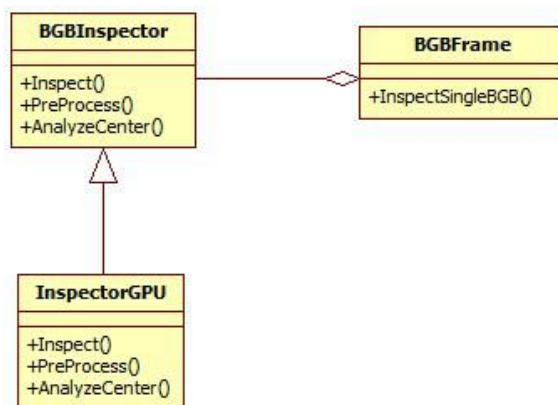 BGBInspector
+Inspect()
+PreProcess()
+AnalyzeCenter()
BGBFrame
+InspectSingleBGB()
InspectorGPU
+Inspect()
+PreProcess()
+AnalyzeCenter()